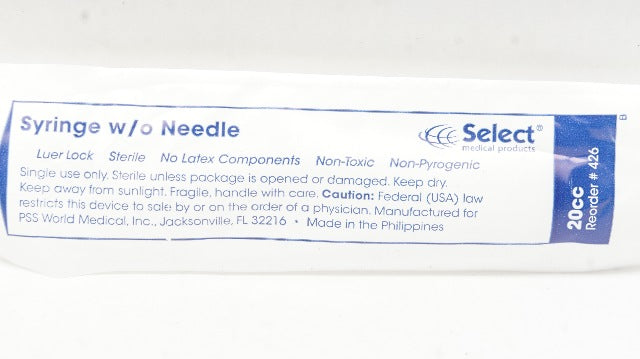 Syringe w/o Needle
Select®
medical products
Luer Lock Sterile No Latex Components Non-Toxic Non-Pyrogenic
Single use only. Sterile unless package is opened or damaged. Keep dry.
Keep away from sunlight. Fragile, handle with care. Caution: Federal (USA) law
restricts this device to sale by or on the order of a physician. Manufactured for
PSS World Medical, Inc., Jacksonville, FL 32216 • Made in the Philippines
20cc
Reorder # 426
B